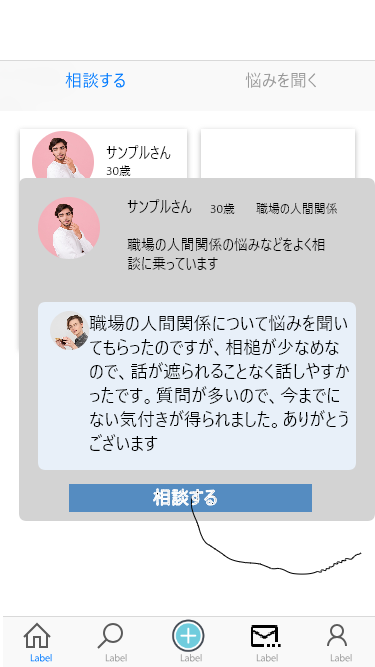 相談する
悩みを聞く
サンプルさん
30歳
サンプルさん 30歳 職場の人間関係
職場の人間関係の悩みなどをよく相
談に乗っています
職場の人間関係について悩みを聞い
てもらったのですが、相槌が少なめな
ので、話が遮られることなく話しやすか
ったです。質問が多いので、今までに
ない気付きが得られました。ありがとう
ございます
相談する
Label Label Label Label Label